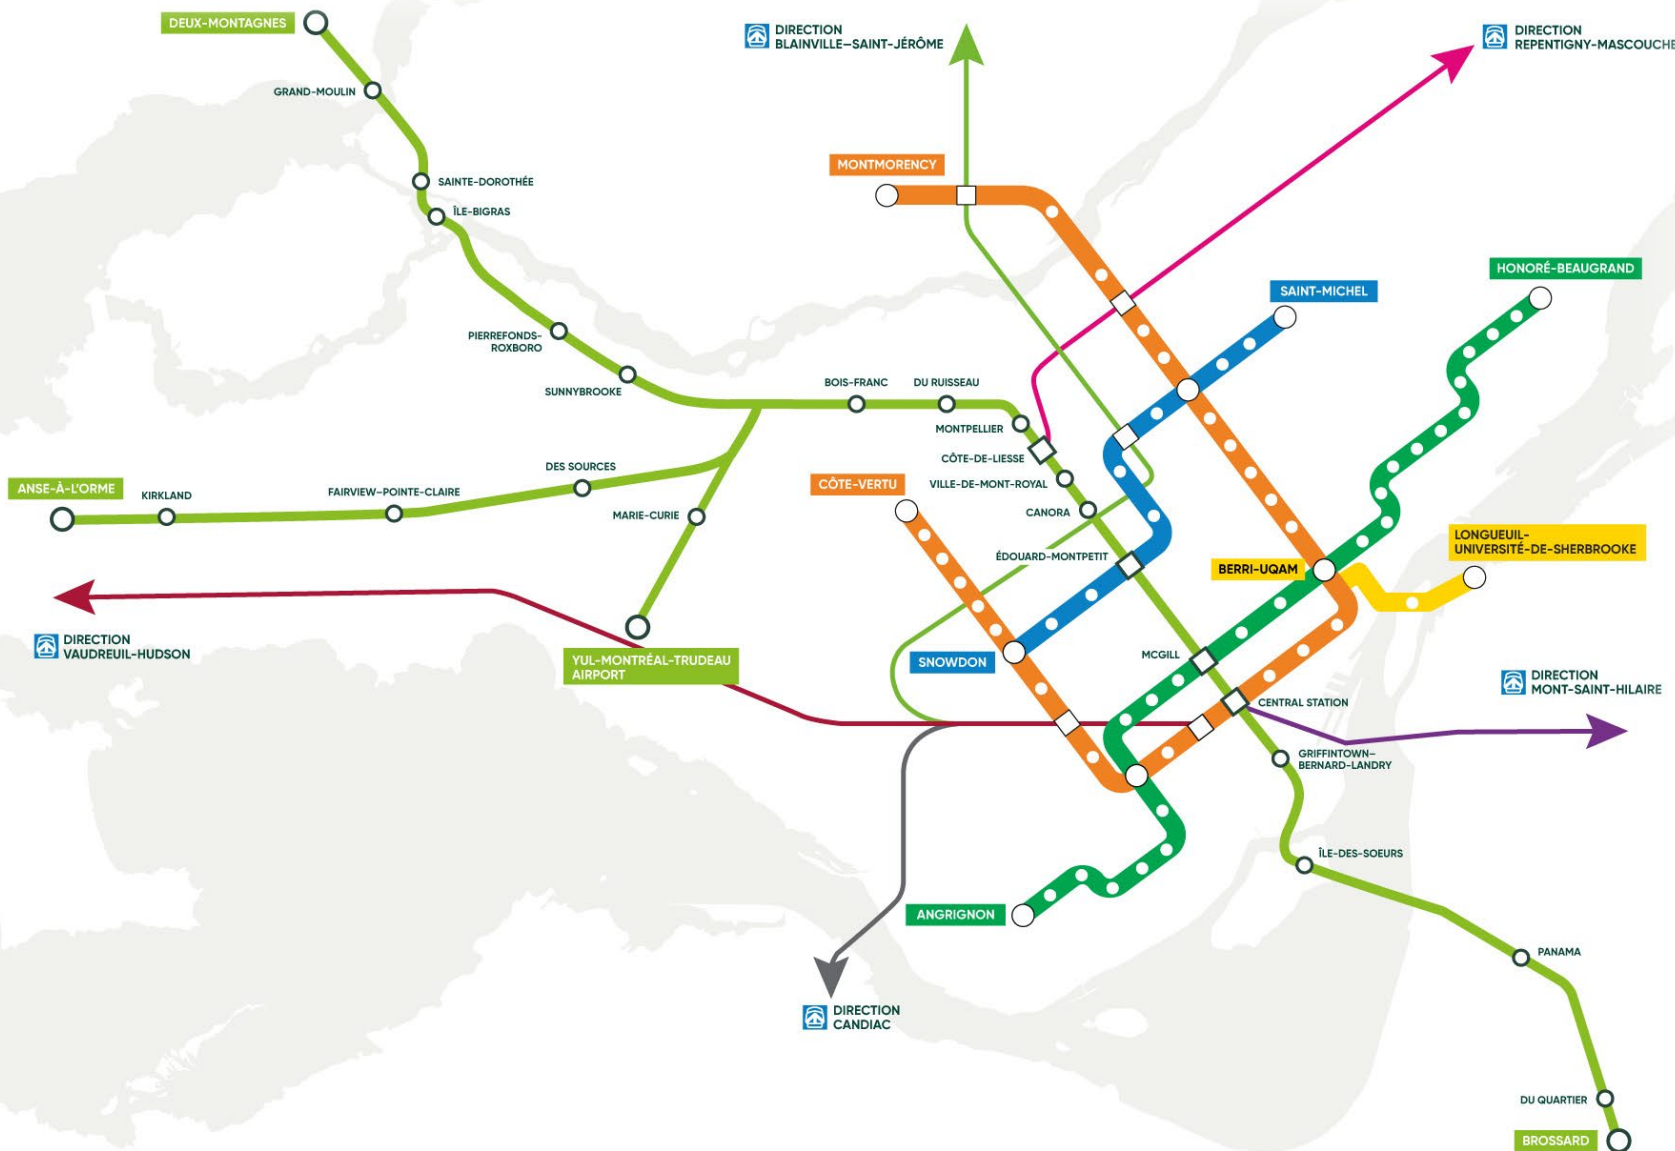 DEUX-MONTAGNES
DIRECTION
BLAINVILLE–SAINT-JÉRÔME
DIRECTION
REPENTIGNY-MASCOUCHE
GRAND-MOULIN
MONTMORENCY
SAINTE-DOROTHÉE
ÎLE-BIGRAS
HONORÉ-BEAUGRAND
SAINT-MICHEL
PIERREFONDS-
ROXBORO
SUNNYBROOKE
BOIS-FRANC
DU RUISSEAU
MONTPELLIER
CÔTE-DE-LIESSE
DES SOURCES
ANSE-À-L'ORME
KIRKLAND
FAIRVIEW–POINTE-CLAIRE
CÔTE-VERTU
VILLE-DE-MONT-ROYAL
MARIE-CURIE
CANORA
LONGUEUIL-
UNIVERSITÉ-DE-SHERBROOKE
ÉDOUARD-MONTPETIT
BERRI-UQAM
DIRECTION
VAUDREUIL-HUDSON
YUL-MONTRÉAL-TRUDEAU
AIRPORT
SNOWDON
MCGILL
DIRECTION
MONT-SAINT-HILAIRE
CENTRAL STATION
GRIFFINTOWN–
BERNARD-LANDRY
ÎLE-DES-SOEURS
ANGRIGNON
PANAMA
DIRECTION
CANDIAC
DU QUARTIER
BROSSARD